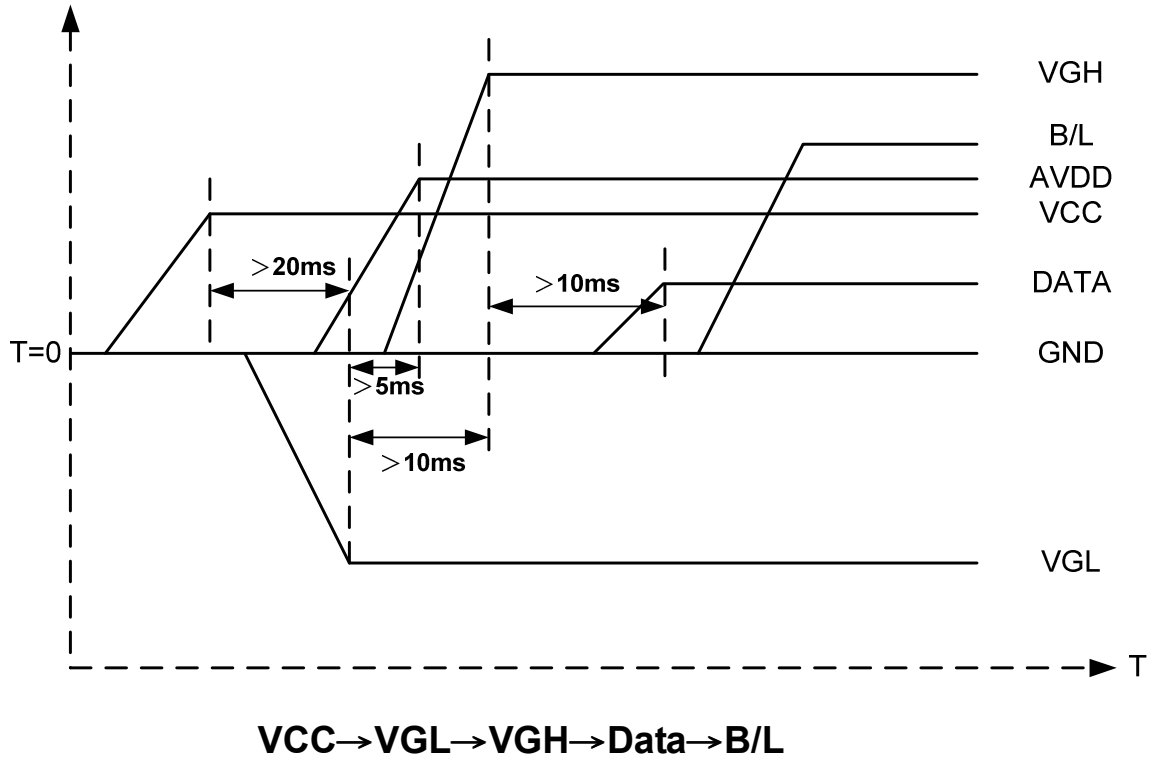 VGH
B/L
AVDD
VCC
>20ms
>10ms
DATA
T=0
GND
>5ms
>10ms
VGL
T
VCC→VGL→VGH→Data→B/L